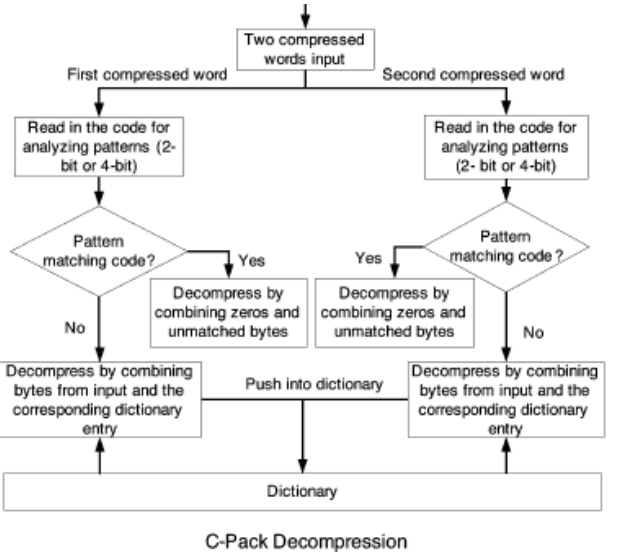 Two compressed
words input
First compressed word
Second compressed word
Read in the code for
analyzing patterns (2-
bit or 4-bit)
Read in the code for
analyzing patterns
(2- bit or 4-bit)
Pattern
matching code?
Yes
Pattern
matching code?
Yes
Decompress by
combining zeros and
unmatched bytes
Decompress by
combining zeros and
unmatched bytes
No
No
Decompress by combining
bytes from input and the
corresponding dictionary
entry
Push into dictionary
Decompress by combining
bytes from input and the
corresponding dictionary
entry
Dictionary
C-Pack Decompression